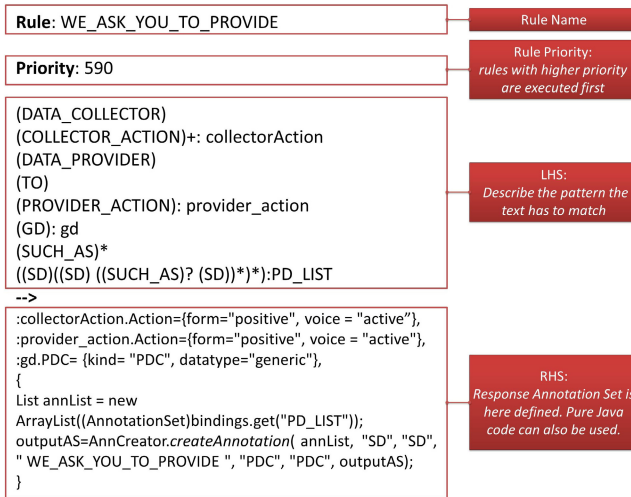 Rule: WE_ASK_YOU_TO_PROVIDE
Rule Name
Priority: 590
Rule Priority:
rules with higher priority
are executed first
(DATA_COLLECTOR)
(COLLECTOR_ACTION)+: collectorAction
(DATA_PROVIDER)
(TO)
(PROVIDER_ACTION): provider_action
(GD): gd
(SUCH_AS)*
((SD)((SD) ((SUCH_AS)? (SD))*)*):PD_LIST
LHS:
Describe the pattern the
text has to match
-->
:collectorAction.Action={form="positive", voice = "active”},
:provider_action.Action={form="positive", voice = "active"},
:gd.PDC= {kind= "PDC", datatype="generic"},
{
List annList = new
ArrayList((AnnotationSet)bindings.get("PD_LIST"));
outputAS=AnnCreator.createAnnotation( annList, "SD", "SD",
" WE_ASK_YOU_TO_PROVIDE ", "PDC", "PDC", outputAS);
}
RHS:
Response Annotation Set is
here defined. Pure Java
code can also be used.